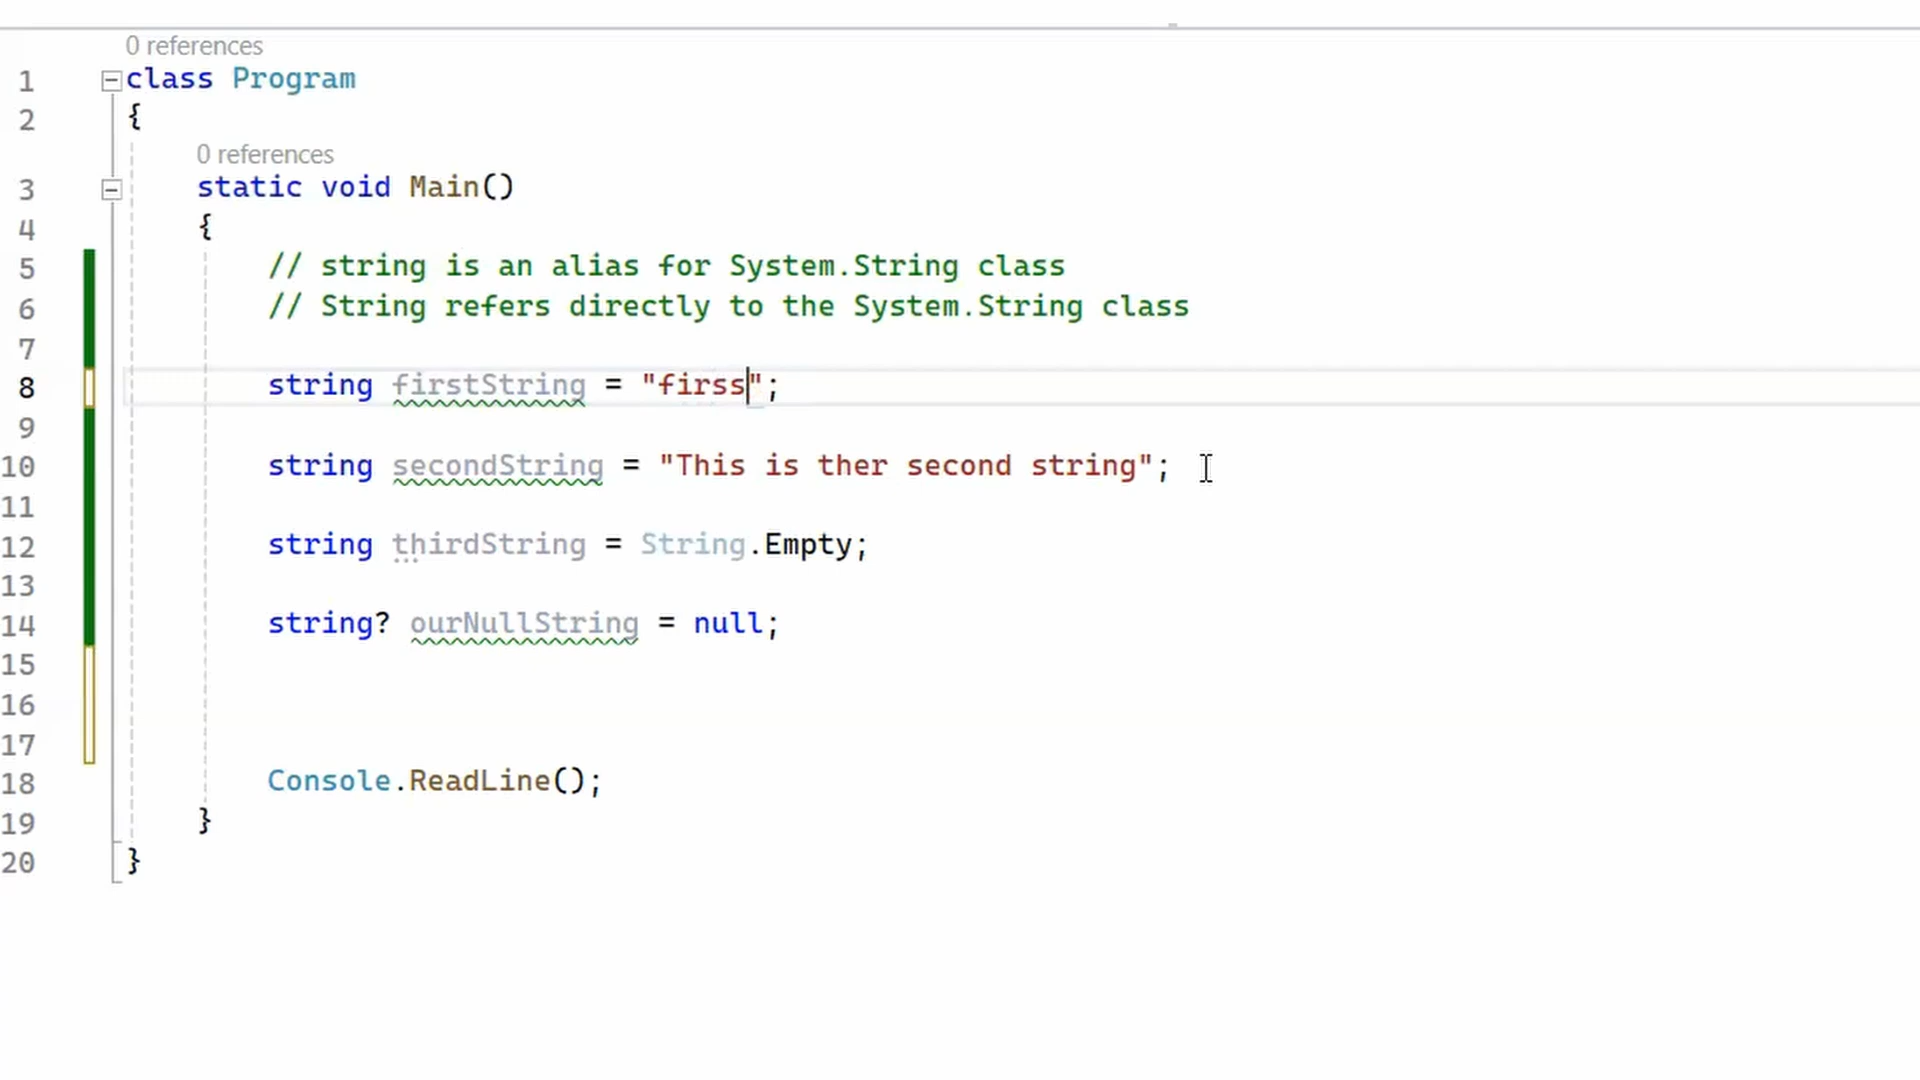 0 references
1 class Program
2 {
0 references
3 static void Main()
4 {
5 // string is an alias for System.String class
6 // String refers directly to the System.String class
7
8 string firstString = "firss";
9
10 string secondString = "This is ther second string";
11
12 string thirdString = String.Empty;
13
14 string? ourNullString = null;
15
16
17
18 Console.ReadLine();
19 }
20 }